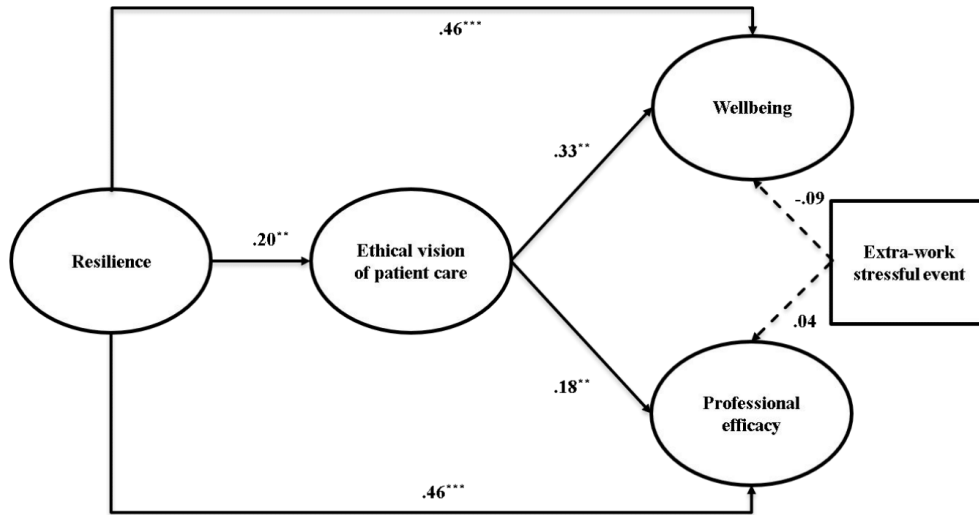 .46***
Wellbeing
.33**
-.09
Resilience
.20**
Ethical vision
of patient care
Extra-work
stressful event
.04
.18**
Professional
efficacy
.46***